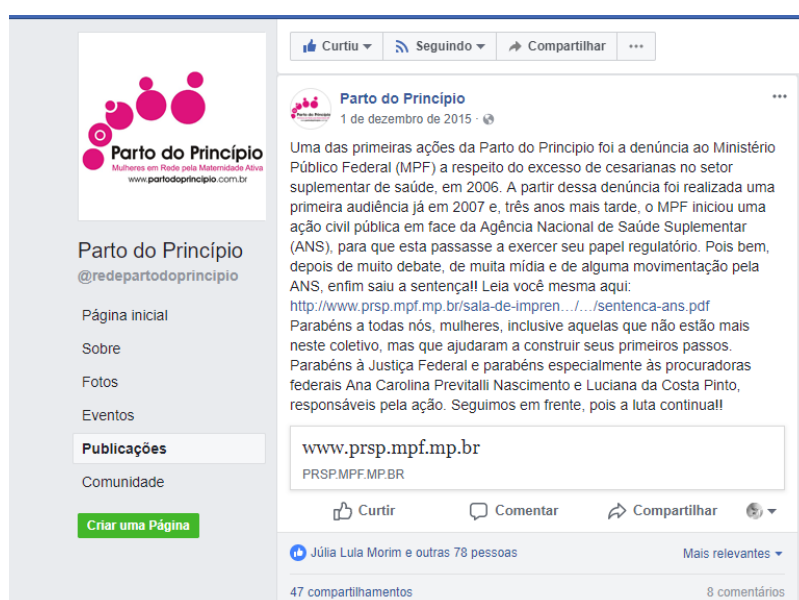 Parto do Princípio
Mulheres em Rede pela Maternidade Ativa
www.partodoprincipio.com.br
Parto do Princípio
@redepartodoprincipio
Página inicial
Sobre
Fotos
Eventos
Publicações
Comunidade
Criar uma Página
Curtiu
Seguindo
Compartilhar
Parto do Princípio
1 de dezembro de 2015
Uma das primeiras ações da Parto do Principio foi a denúncia ao Ministério
Público Federal (MPF) a respeito do excesso de cesarianas no setor
suplementar de saúde, em 2006. A partir dessa denúncia foi realizada uma
primeira audiência já em 2007 e, três anos mais tarde, o MPF iniciou uma
ação civil pública em face da Agência Nacional de Saúde Suplementar
(ANS), para que esta passasse a exercer seu papel regulatório. Pois bem,
depois de muito debate, de muita mídia e de alguma movimentação pela
ANS, enfim saiu a sentença!! Leia você mesma aqui:
http://www.prsp.mpf.mp.br/sala-de-impren…/…/sentenca-ans.pdf
Parabéns a todas nós, mulheres, inclusive aquelas que não estão mais
neste coletivo, mas que ajudaram a construir seus primeiros passos.
Parabéns à Justiça Federal e parabéns especialmente às procuradoras
federais Ana Carolina Previtalli Nascimento e Luciana da Costa Pinto,
responsáveis pela ação. Seguimos em frente, pois a luta continua!!
www.prsp.mpf.mp.br
PRSP.MPF.MP.BR
Curtir
Comentar
Compartilhar
Júlia Lula Morim e outras 78 pessoas
Mais relevantes
47 compartilhamentos
8 comentários